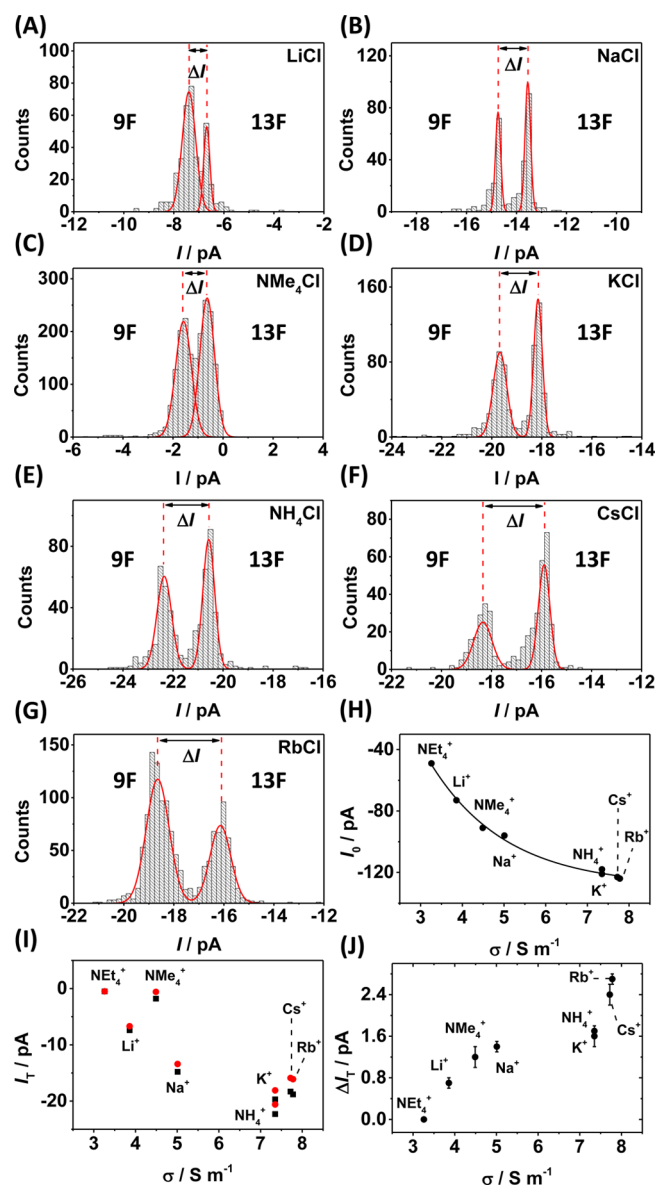 (A)
LiCl
ΔI
9F
13F
Counts
100
80
60
40
20
0
-12 -10 -8 -6 -4 -2
I / pA
(B)
NaCl
ΔI
9F
13F
120
80
40
0
-18 -16 -14 -12 -10
I / pA
(C)
NMe₄Cl
ΔI
9F
13F
Counts
300
200
100
0
-6 -4 -2 0 2 4
I / pA
(D)
KCl
ΔI
9F
13F
160
80
0
-24 -22 -20 -18 -16 -14
I / pA
(E)
NH₄Cl
ΔI
9F
13F
Counts
80
40
0
-26 -24 -22 -20 -18 -16
I / pA
(F)
CsCl
ΔI
9F
13F
Counts
80
60
40
20
0
-22 -20 -18 -16 -14 -12
I / pA
(G)
RbCl
ΔI
9F
13F
Counts
150
100
50
0
-22 -20 -18 -16 -14 -12
I / pA
(H)
I₀ / pA
-40
-80
-120
NEt₄⁺
Li⁺
NMe₄⁺
Na⁺
NH₄⁺
K⁺
Cs⁺
Rb⁺
3 4 5 6 7 8
σ / S m⁻¹
(I)
I_T / pA
0
-10
-20
NEt₄⁺
NMe₄⁺
Li⁺
Na⁺
Cs⁺
Rb⁺
K⁺
NH₄⁺
3 4 5 6 7 8
σ / S m⁻¹
(J)
ΔI_T / pA
2.4
1.6
0.8
0.0
NEt₄⁺
Li⁺
NMe₄⁺
Na⁺
Rb⁺
Cs⁺
NH₄⁺
K⁺
3 4 5 6 7 8
σ / S m⁻¹